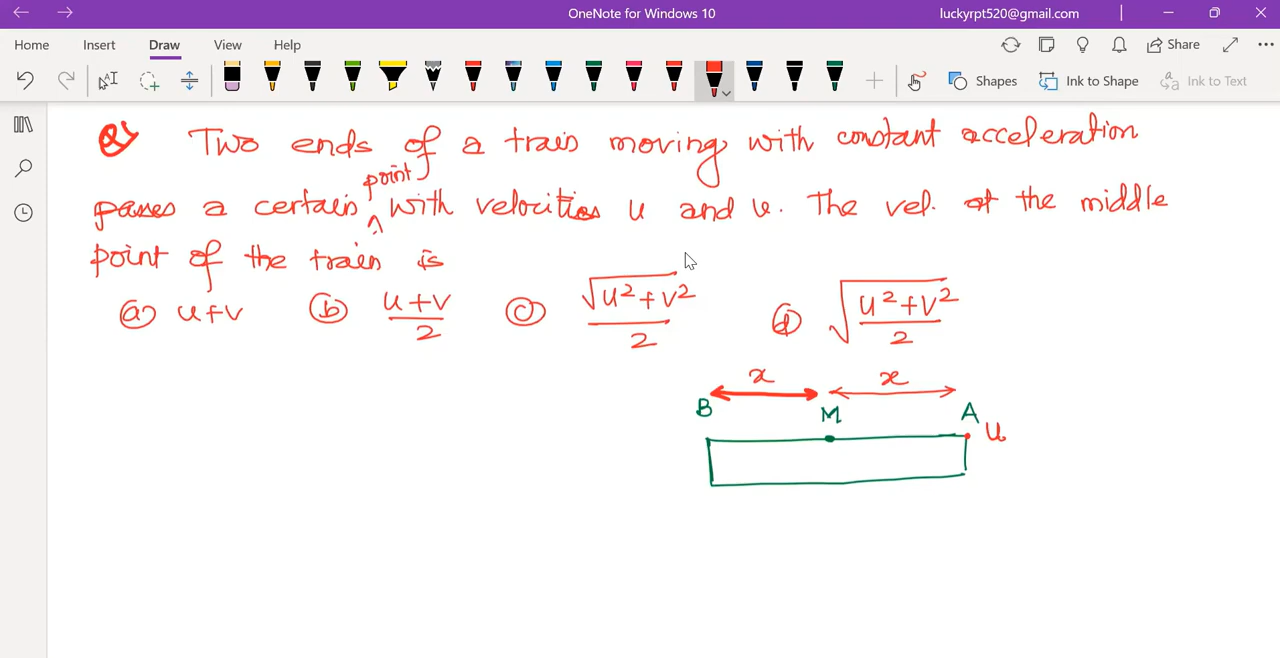 OneNote for Windows 10
luckyrpt520@gmail.com
Home Insert Draw View Help
Share
Shapes Ink to Shape Ink to Text
Q Two ends of a train moving with constant acceleration
point
passes a certain ^ with velocities u and v. The vel. of the middle
point of the train is
(a) u+v (b) u+v/2 (c) √u²+v²/2 (d) √(u²+v²/2)
x x
B M A
u